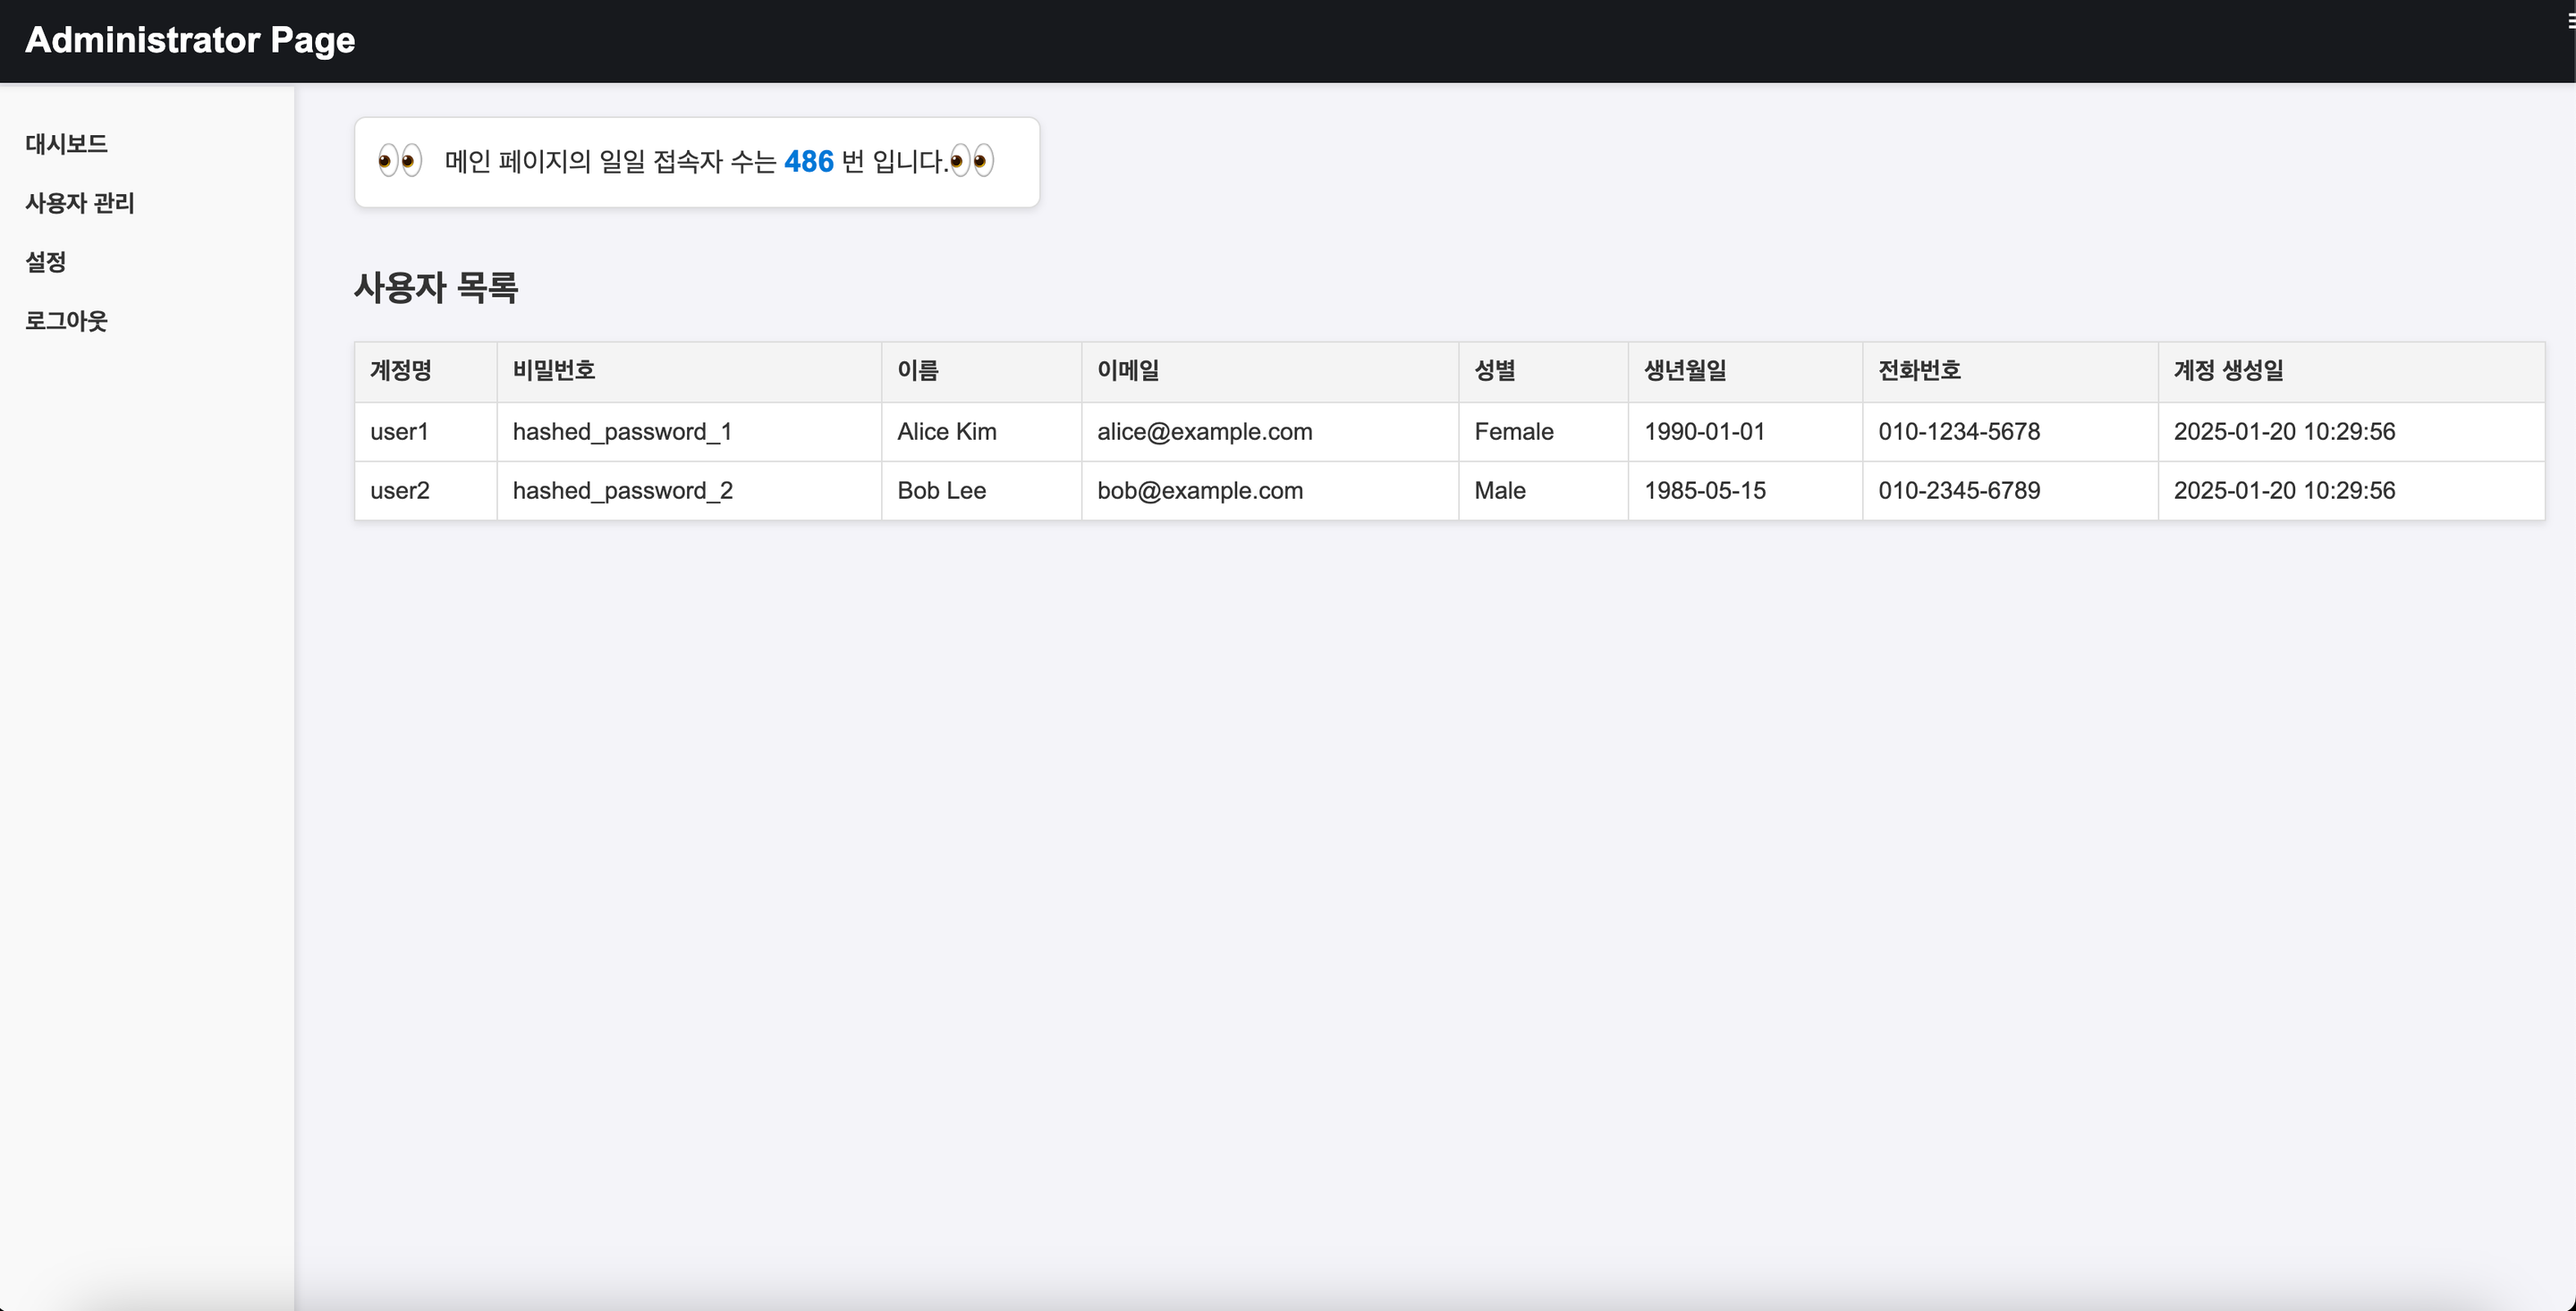 Administrator Page
대시보드
사용자 관리
설정
로그아웃
👀 메인 페이지의 일일 접속자 수는 486 번 입니다.👀
사용자 목록
계정명 비밀번호 이름 이메일 성별 생년월일 전화번호 계정 생성일
user1 hashed_password_1 Alice Kim alice@example.com Female 1990-01-01 010-1234-5678 2025-01-20 10:29:56
user2 hashed_password_2 Bob Lee bob@example.com Male 1985-05-15 010-2345-6789 2025-01-20 10:29:56